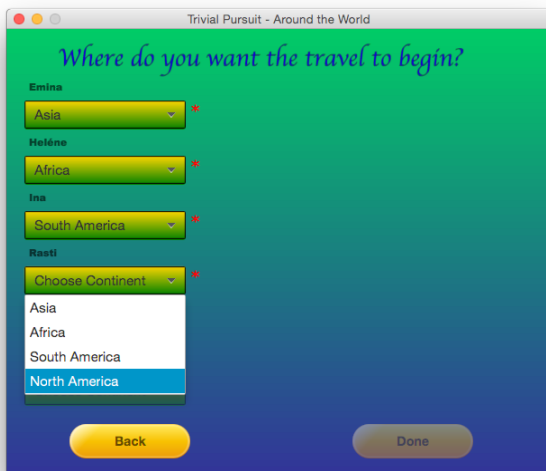 Trivial Pursuit - Around the World
Where do you want the travel to begin?
Emina
Asia *
Heléne
Africa *
Ina
South America *
Rasti
Choose Continent *
Asia
Africa
South America
North America
Back Done